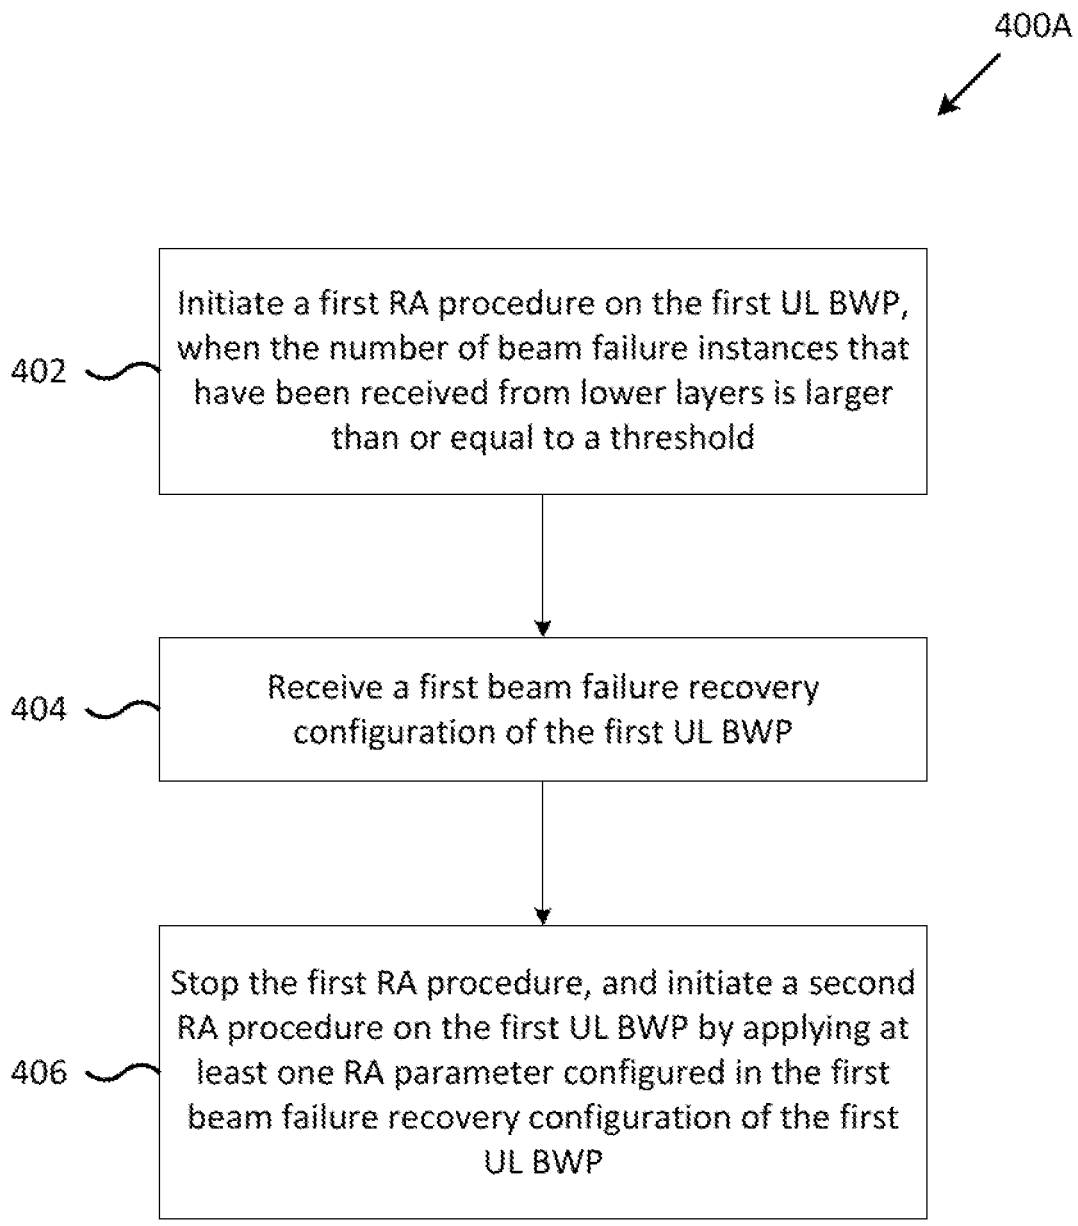 400A
Initiate a first RA procedure on the first UL BWP,
when the number of beam failure instances that
have been received from lower layers is larger
than or equal to a threshold
402
Receive a first beam failure recovery
configuration of the first UL BWP
404
Stop the first RA procedure, and initiate a second
RA procedure on the first UL BWP by applying at
least one RA parameter configured in the first
beam failure recovery configuration of the first
UL BWP
406